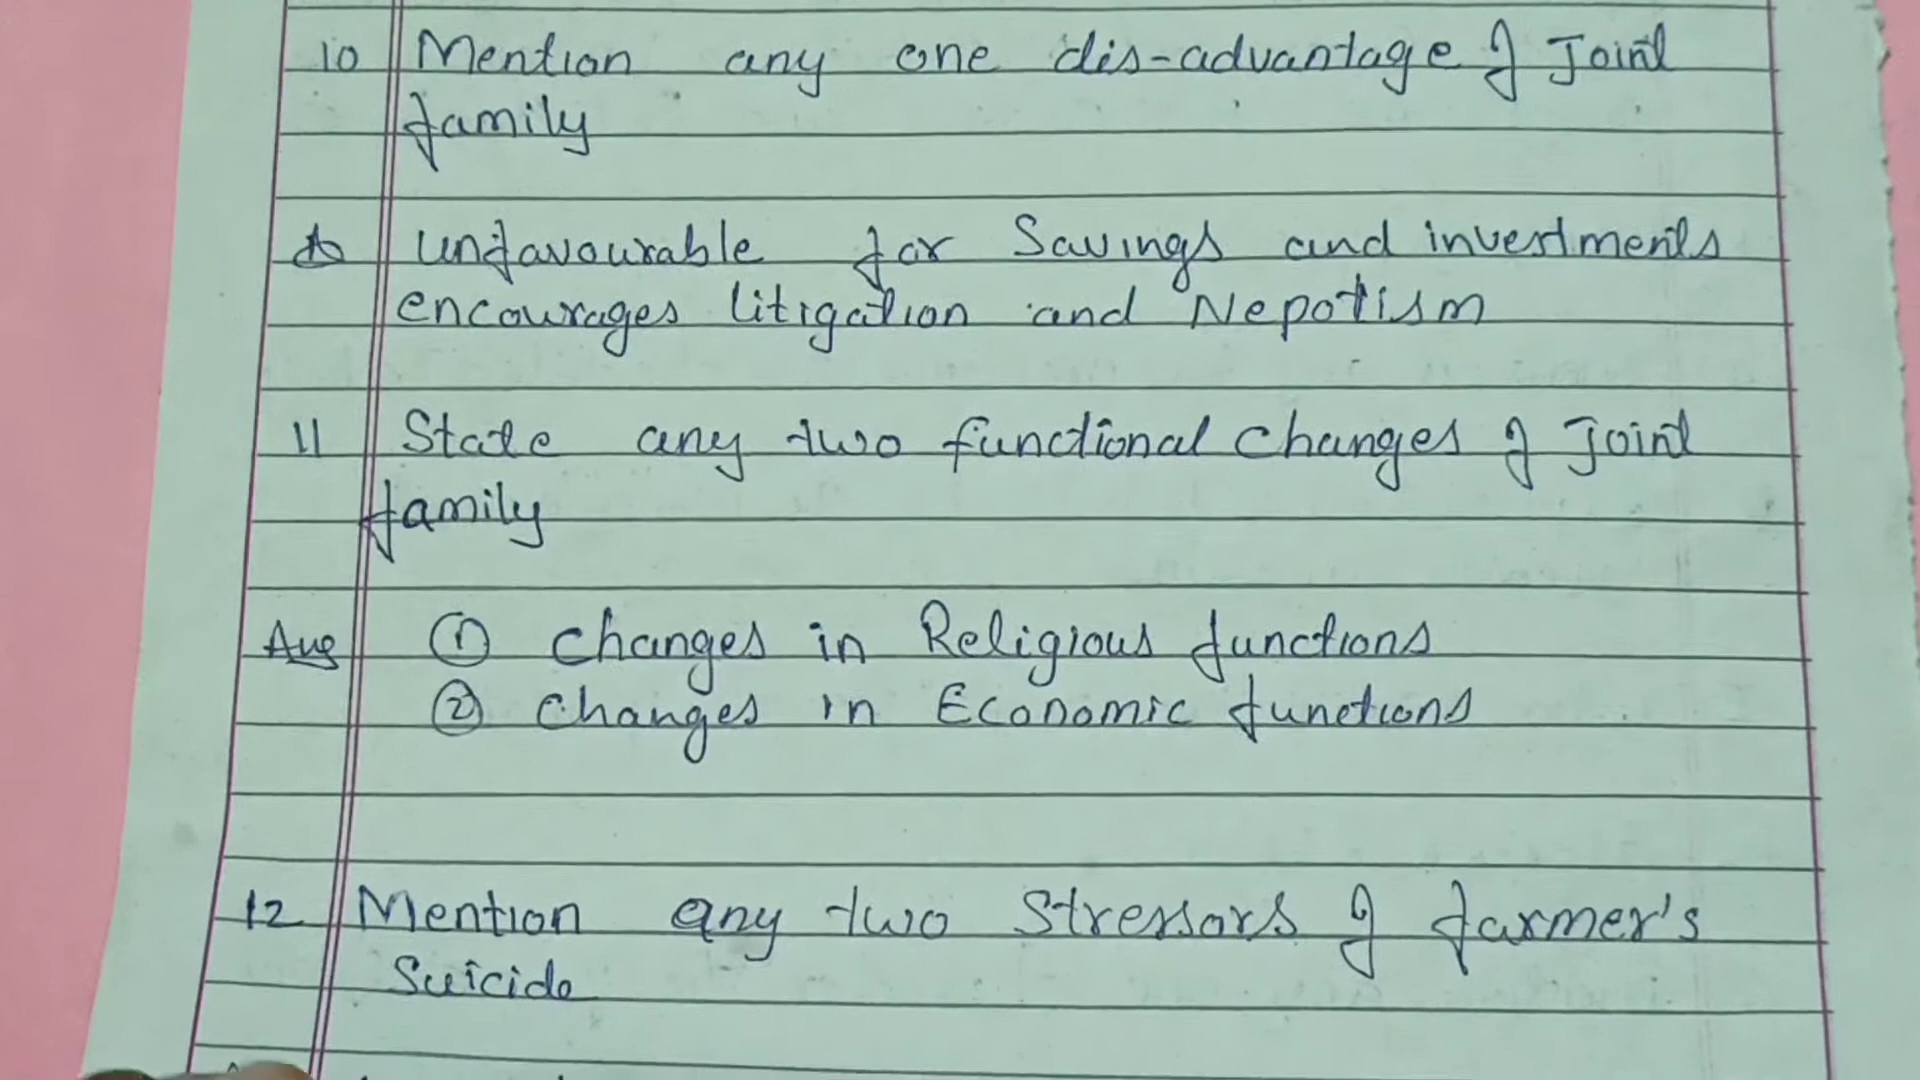 10 Mention any one dis-advantage of Joint
family
unfavourable for Savings and investments
encourages litigation and Nepotism
11 State any two functional changes of Joint
family
Ans ① changes in Religious functions
② changes in Economic functions
12 Mention any two Stressors of farmer's
Suicide